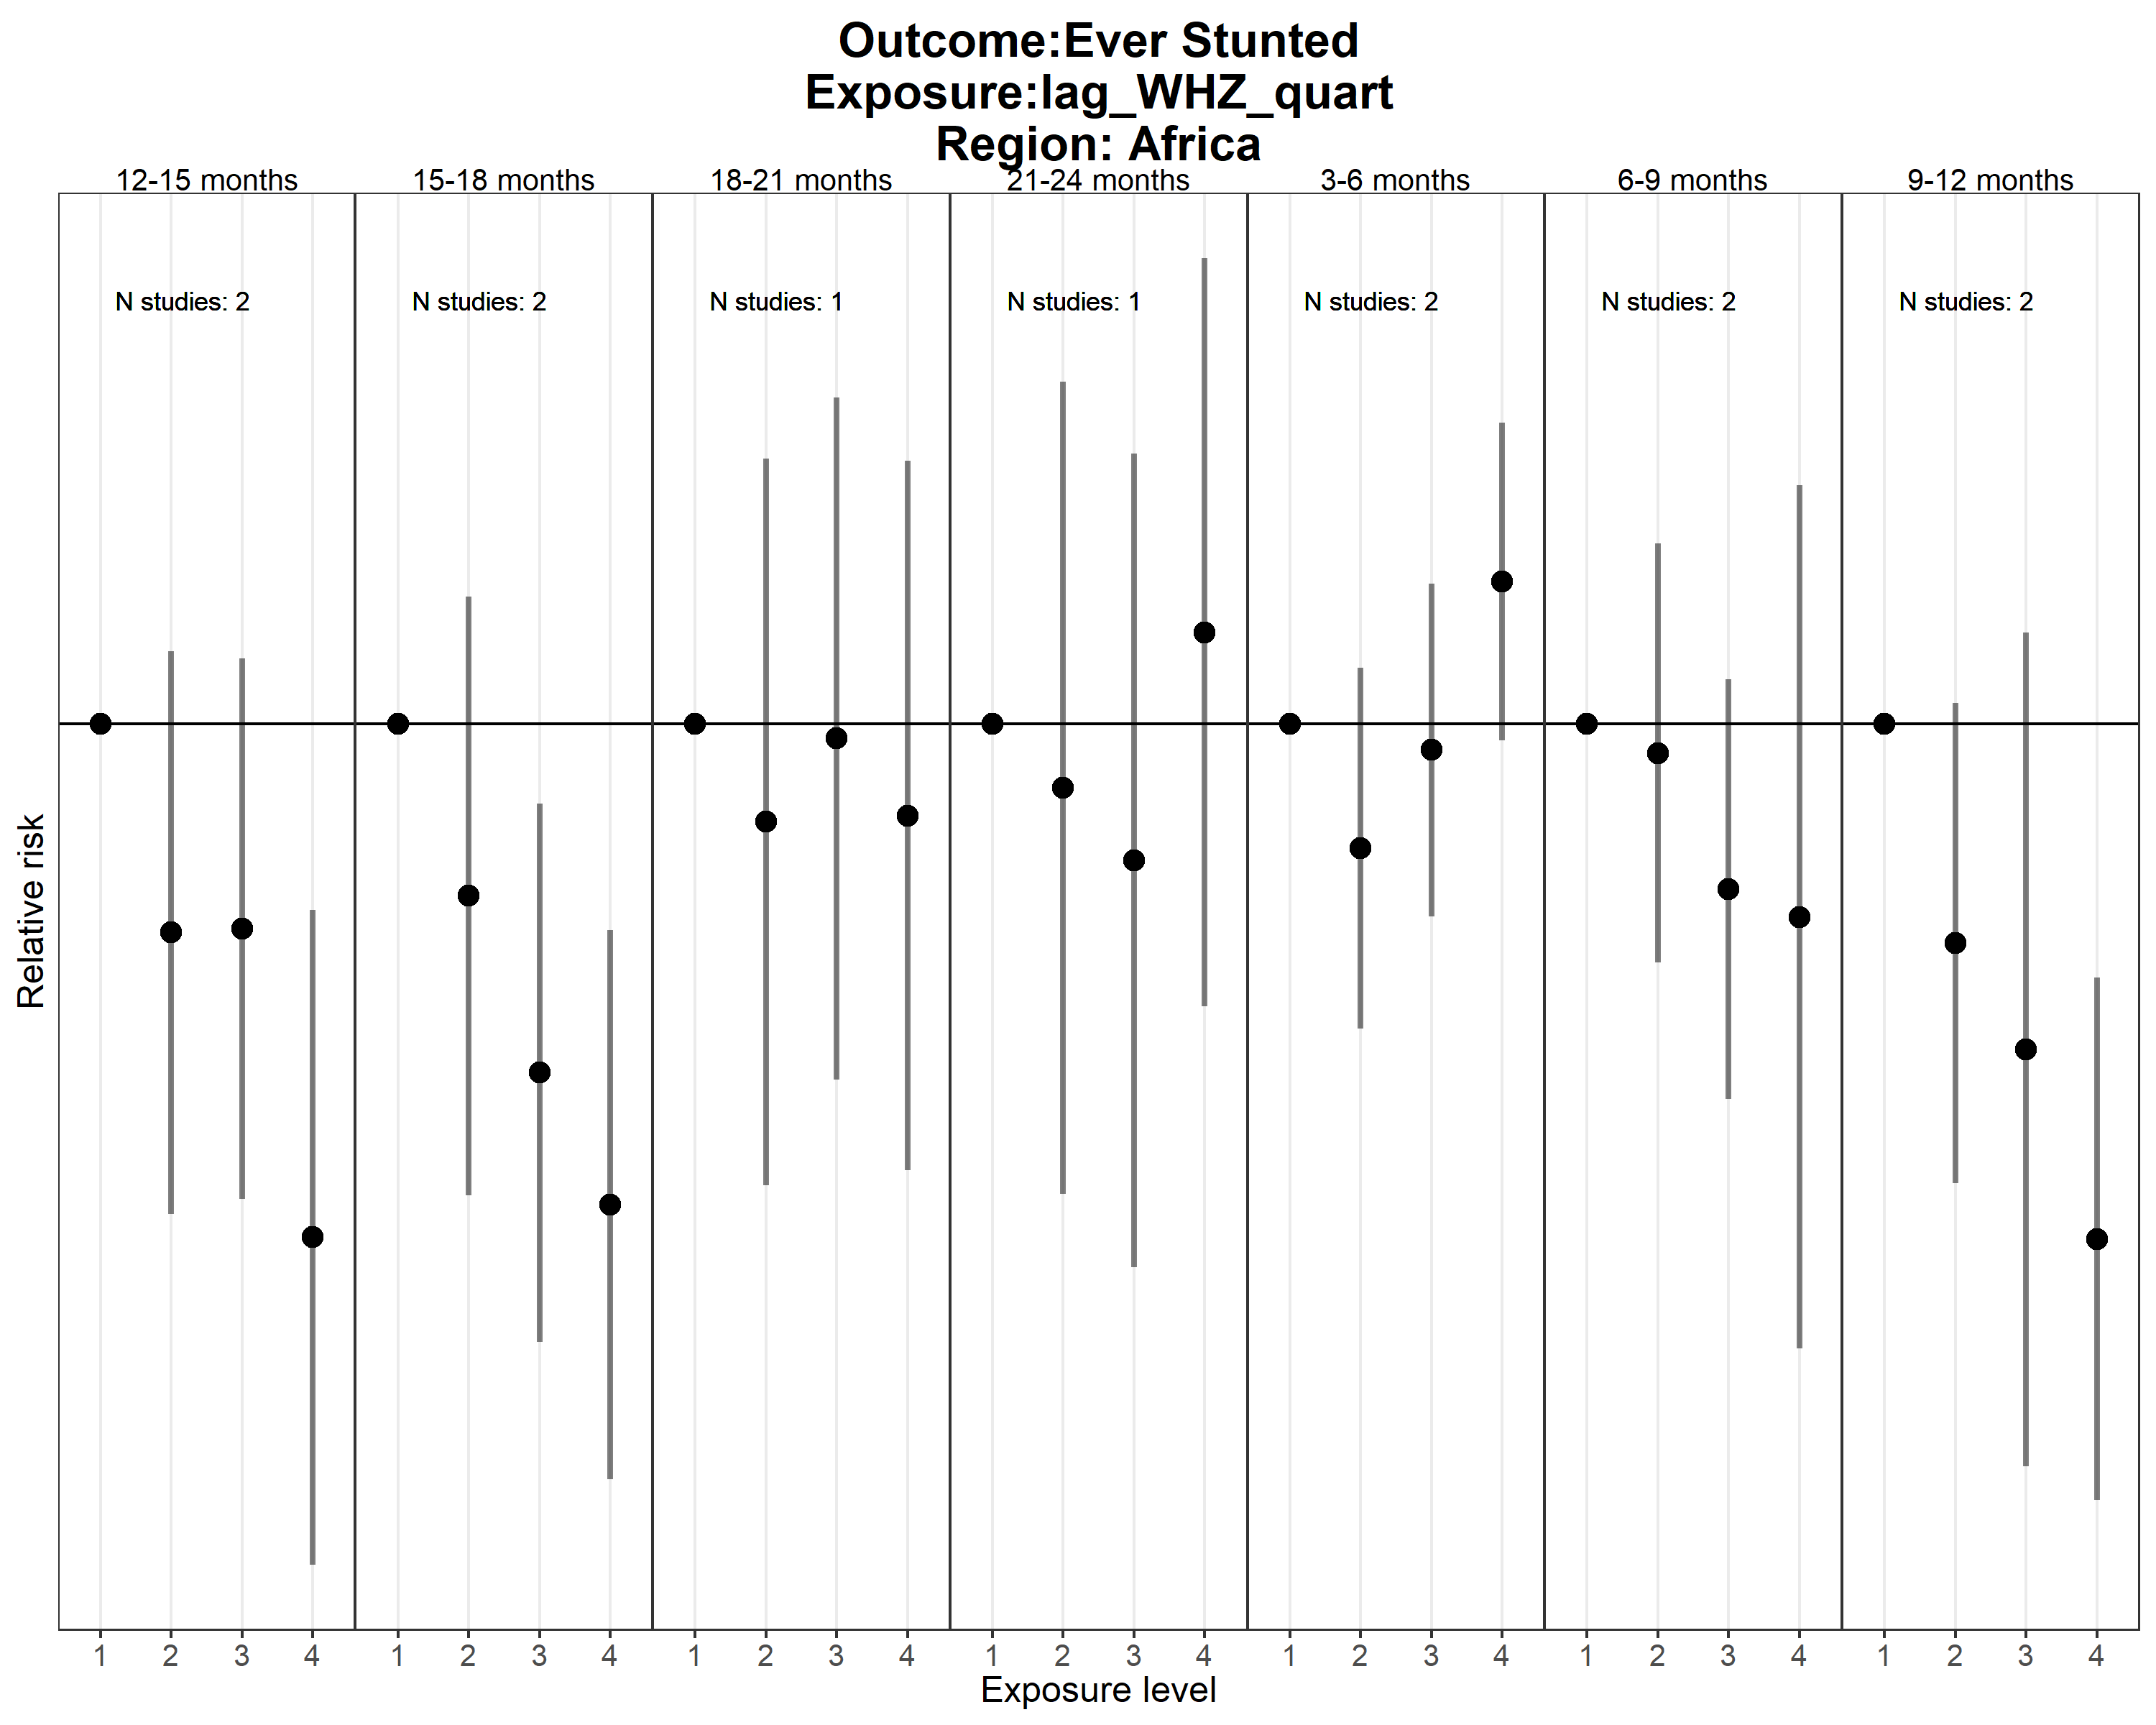 Outcome:Ever Stunted
Exposure:lag_WHZ_quart
Region: Africa
12-15 months 15-18 months 18-21 months 21-24 months 3-6 months 6-9 months 9-12 months
N studies: 2 N studies: 2 N studies: 1 N studies: 1 N studies: 2 N studies: 2 N studies: 2
Relative risk
1 2 3 4 1 2 3 4 1 2 3 4 1 2 3 4 1 2 3 4 1 2 3 4 1 2 3 4
Exposure level